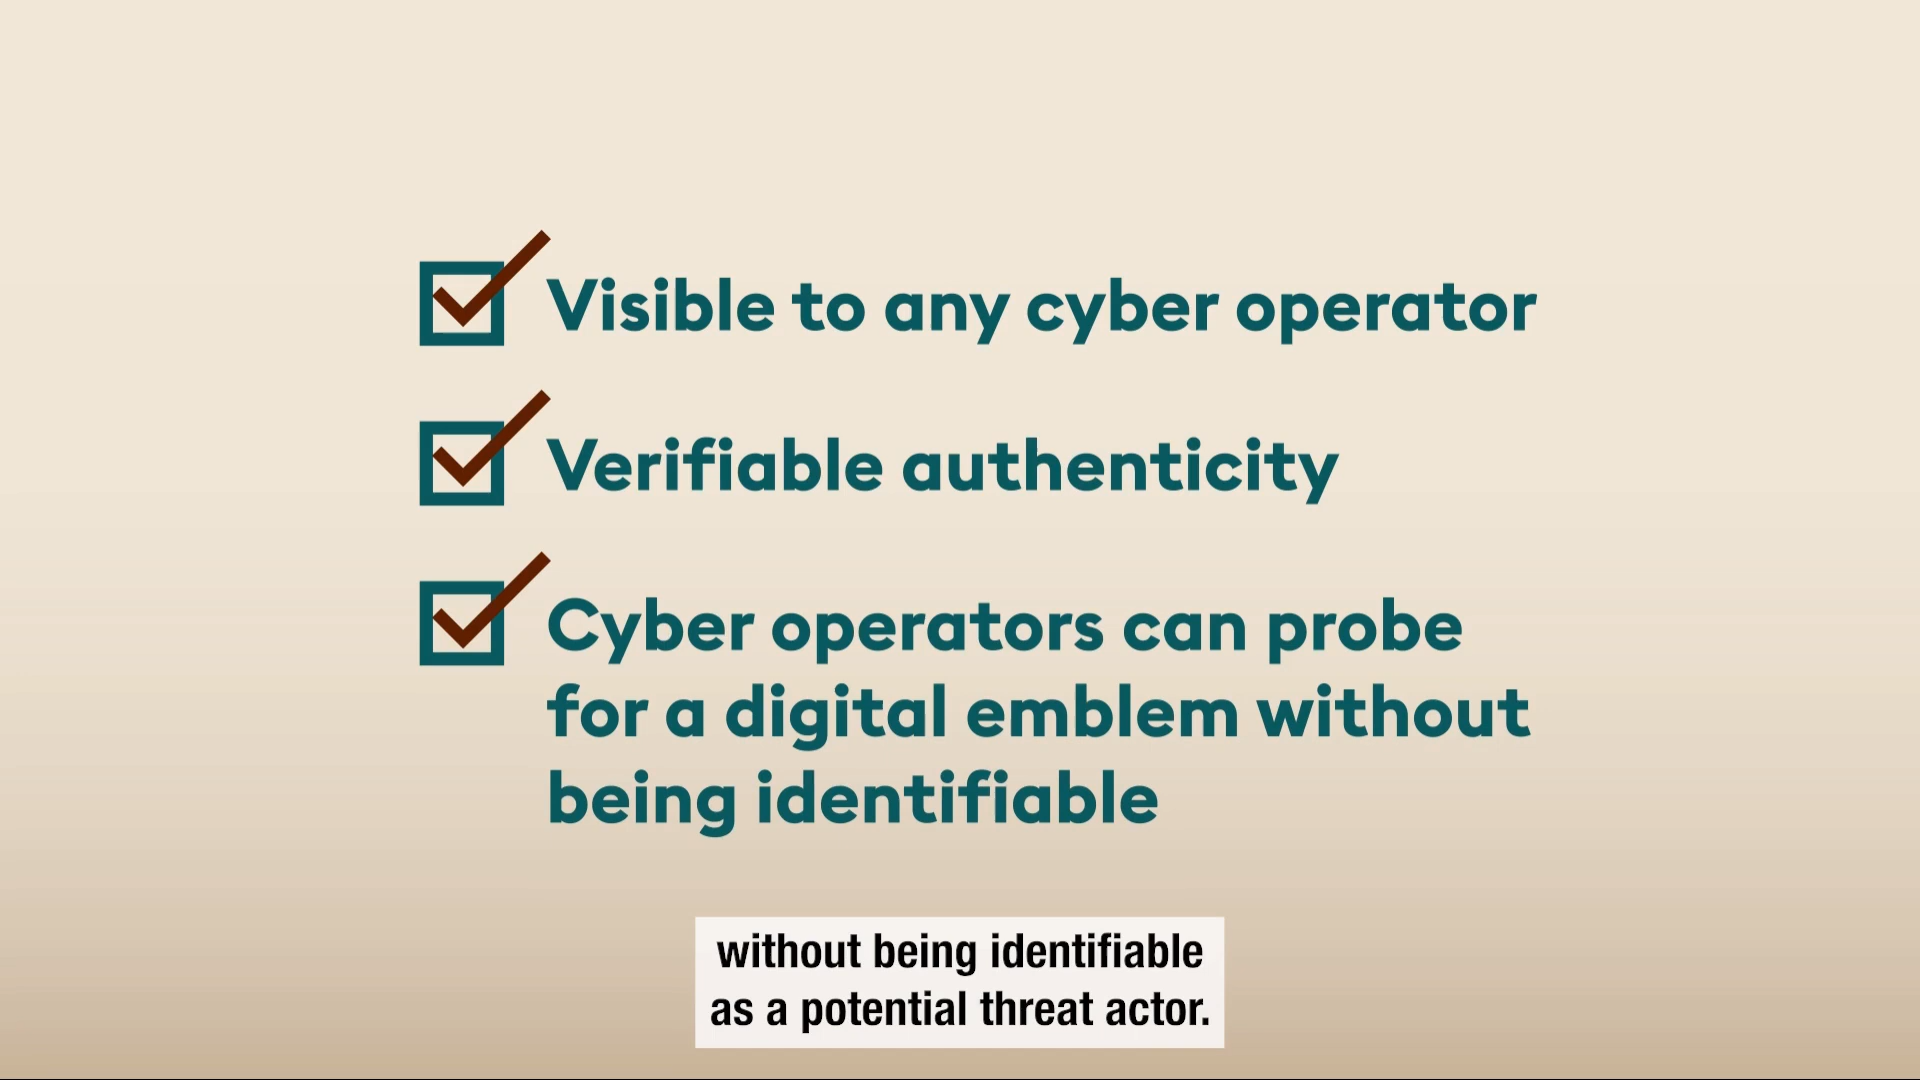 Visible to any cyber operator
Verifiable authenticity
Cyber operators can probe
for a digital emblem without
being identifiable
without being identifiable
as a potential threat actor.